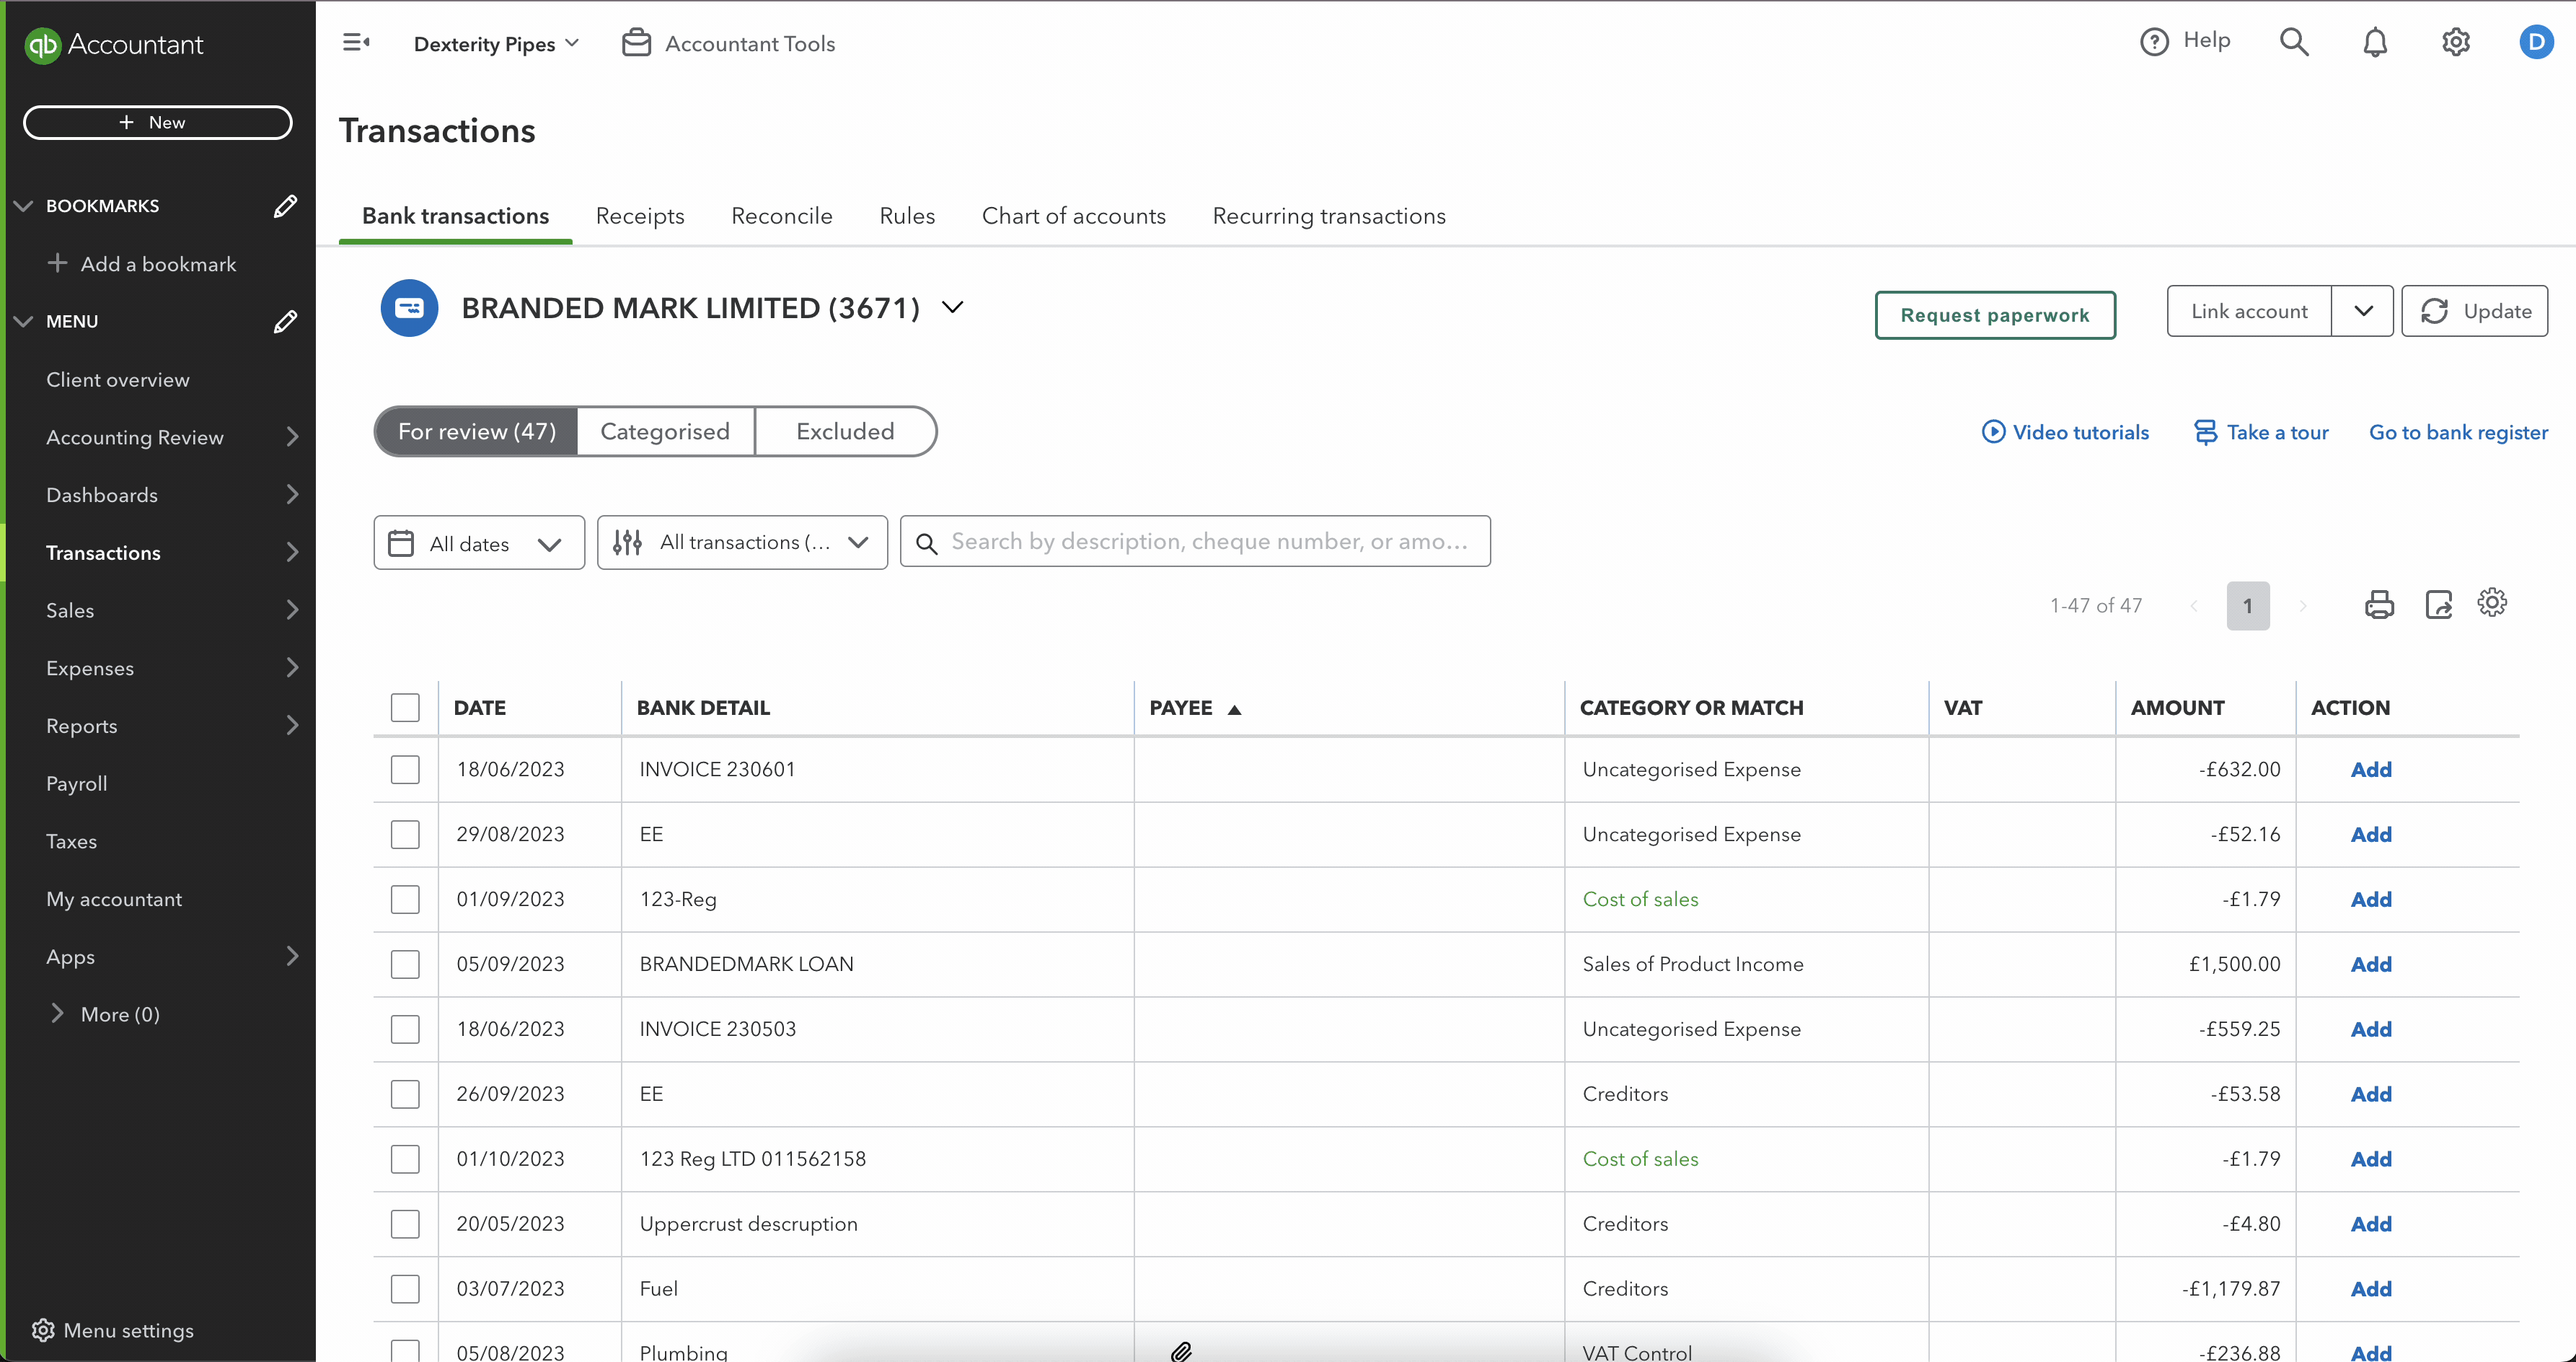 qb Accountant
Dexterity Pipes
Accountant Tools
Help
D
+ New
Transactions
BOOKMARKS
Add a bookmark
MENU
Client overview
Accounting Review
Dashboards
Transactions
Sales
Expenses
Reports
Payroll
Taxes
My accountant
Apps
More (0)
Menu settings
Bank transactions Receipts Reconcile Rules Chart of accounts Recurring transactions
BRANDED MARK LIMITED (3671)
Request paperwork
Link account
Update
For review (47) Categorised Excluded
Video tutorials Take a tour Go to bank register
All dates
All transactions (...
Search by description, cheque number, or amo...
1-47 of 47
1
DATE BANK DETAIL PAYEE CATEGORY OR MATCH VAT AMOUNT ACTION
18/06/2023 INVOICE 230601 Uncategorised Expense -£632.00 Add
29/08/2023 EE Uncategorised Expense -£52.16 Add
01/09/2023 123-Reg Cost of sales -£1.79 Add
05/09/2023 BRANDEDMARK LOAN Sales of Product Income £1,500.00 Add
18/06/2023 INVOICE 230503 Uncategorised Expense -£559.25 Add
26/09/2023 EE Creditors -£53.58 Add
01/10/2023 123 Reg LTD 011562158 Cost of sales -£1.79 Add
20/05/2023 Uppercrust descruption Creditors -£4.80 Add
03/07/2023 Fuel Creditors -£1,179.87 Add
05/08/2023 Plumbing VAT Control -£236.88 Add